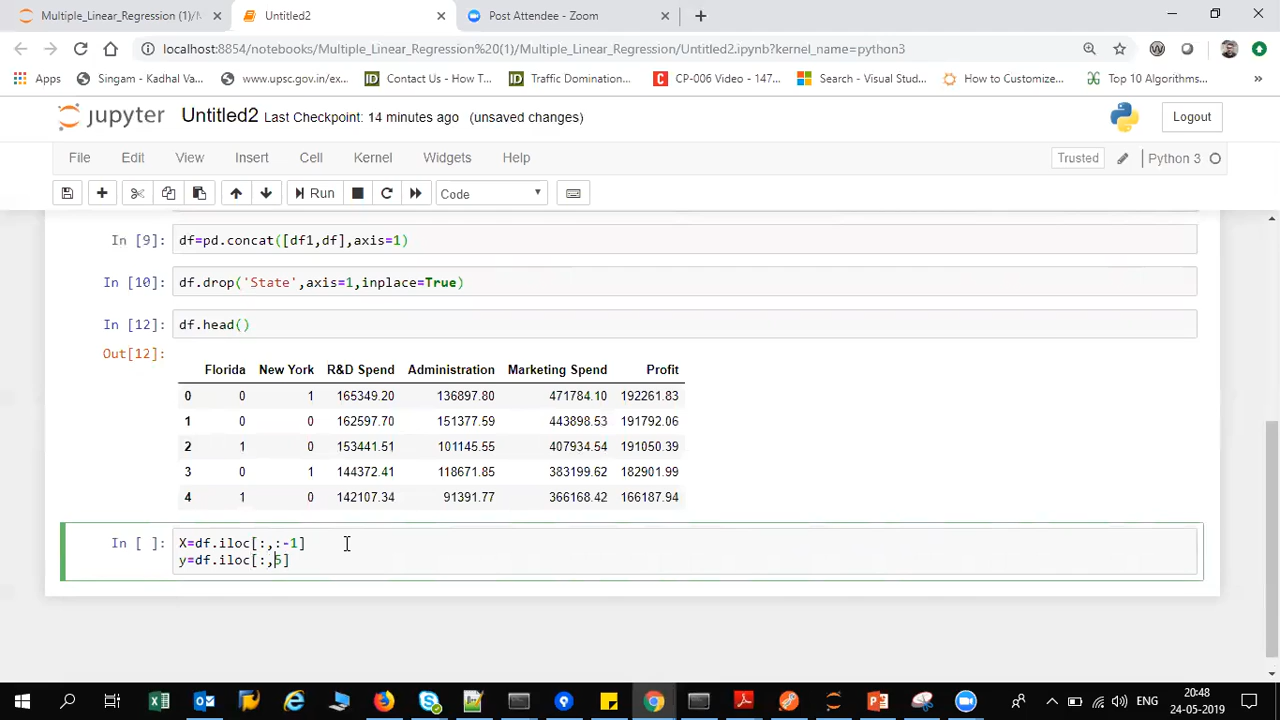 Multiple_Linear_Regression (1)/M
Untitled2
Post Attendee - Zoom
localhost:8854/notebooks/Multiple_Linear_Regression%20(1)/Multiple_Linear_Regression/Untitled2.ipynb?kernel_name=python3
Apps
Singam - Kadhal Va...
www.upsc.gov.in/ex...
Contact Us - How T...
Traffic Domination...
CP-006 Video - 147...
Search - Visual Stud...
How to Customize...
Top 10 Algorithms...
jupyter Untitled2 Last Checkpoint: 14 minutes ago (unsaved changes)
Logout
File Edit View Insert Cell Kernel Widgets Help
Trusted
Python 3
Run
Code
In [9]: df=pd.concat([df1,df],axis=1)
In [10]: df.drop('State',axis=1,inplace=True)
In [12]: df.head()
Out[12]:
Florida New York R&D Spend Administration Marketing Spend Profit
0 0 1 165349.20 136897.80 471784.10 192261.83
1 0 0 162597.70 151377.59 443898.53 191792.06
2 1 0 153441.51 101145.55 407934.54 191050.39
3 0 1 144372.41 118671.85 383199.62 182901.99
4 1 0 142107.34 91391.77 366168.42 166187.94
In [ ]: X=df.iloc[:,:-1]
y=df.iloc[:,5]
ENG
20:48
24-05-2019